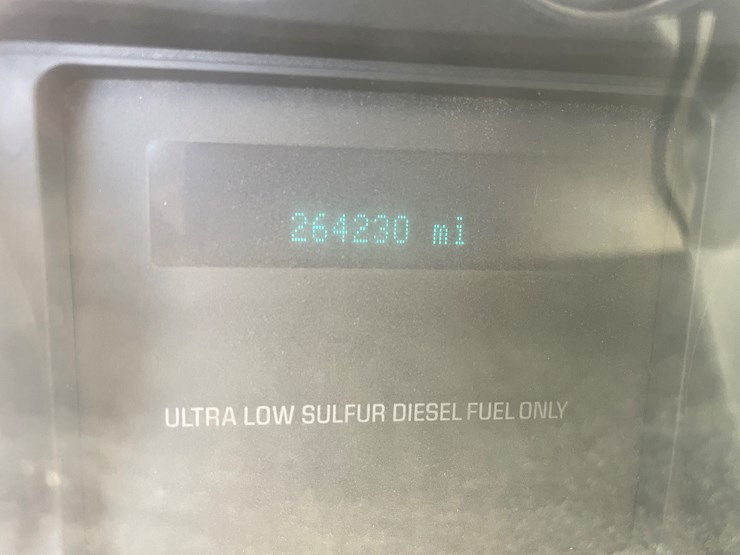 264230 mi
ULTRA LOW SULFUR DIESEL FUEL ONLY